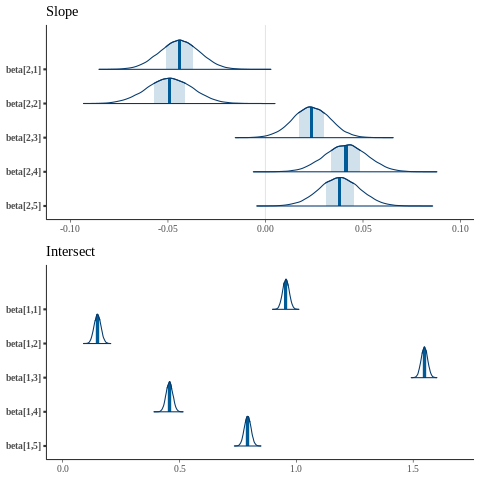 Slope
beta[2,1]
beta[2,2]
beta[2,3]
beta[2,4]
beta[2,5]
-0.10 -0.05 0.00 0.05 0.10
Intersect
beta[1,1]
beta[1,2]
beta[1,3]
beta[1,4]
beta[1,5]
0.0 0.5 1.0 1.5